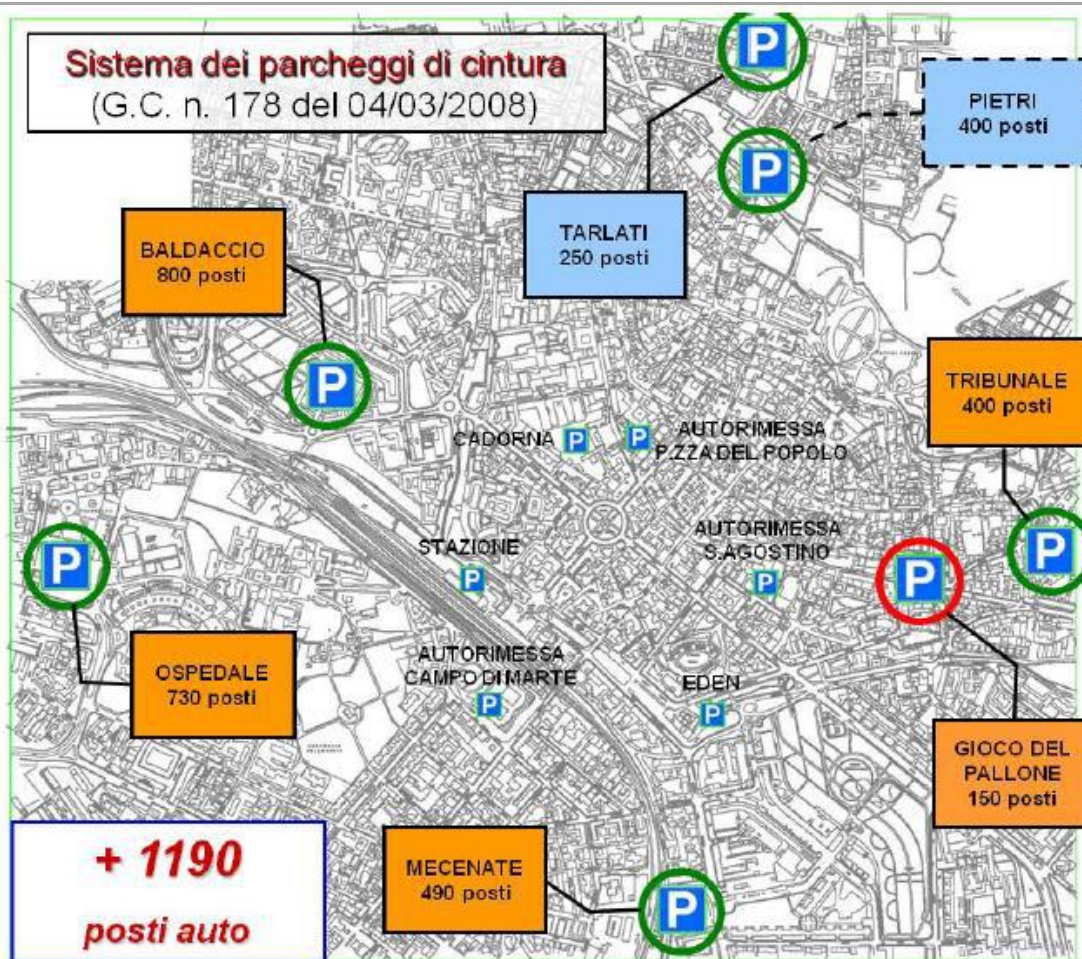 Sistema dei parcheggi di cintura
(G.C. n. 178 del 04/03/2008)
P
PIETRI
400 posti
P
TARLATI
250 posti
BALDACCIO
800 posti
P
TRIBUNALE
400 posti
CADORNA
P
P
AUTORIMESSA
P.ZZA DEL POPOLO
STAZIONE
P
AUTORIMESSA
S.AGOSTINO
P
P
P
P
OSPEDALE
730 posti
AUTORIMESSA
CAMPO DI MARTE
P
EDEN
P
GIOCO DEL
PALLONE
150 posti
+ 1190
posti auto
MECENATE
490 posti
P